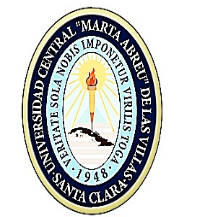 UNIVERSIDAD CENTRAL "MARTA ABREU" DE LAS VILLAS
VERITATE SOLA NOBIS IMPONETUR VIRILIS TOGA
·1948·
·SANTA CLARA·